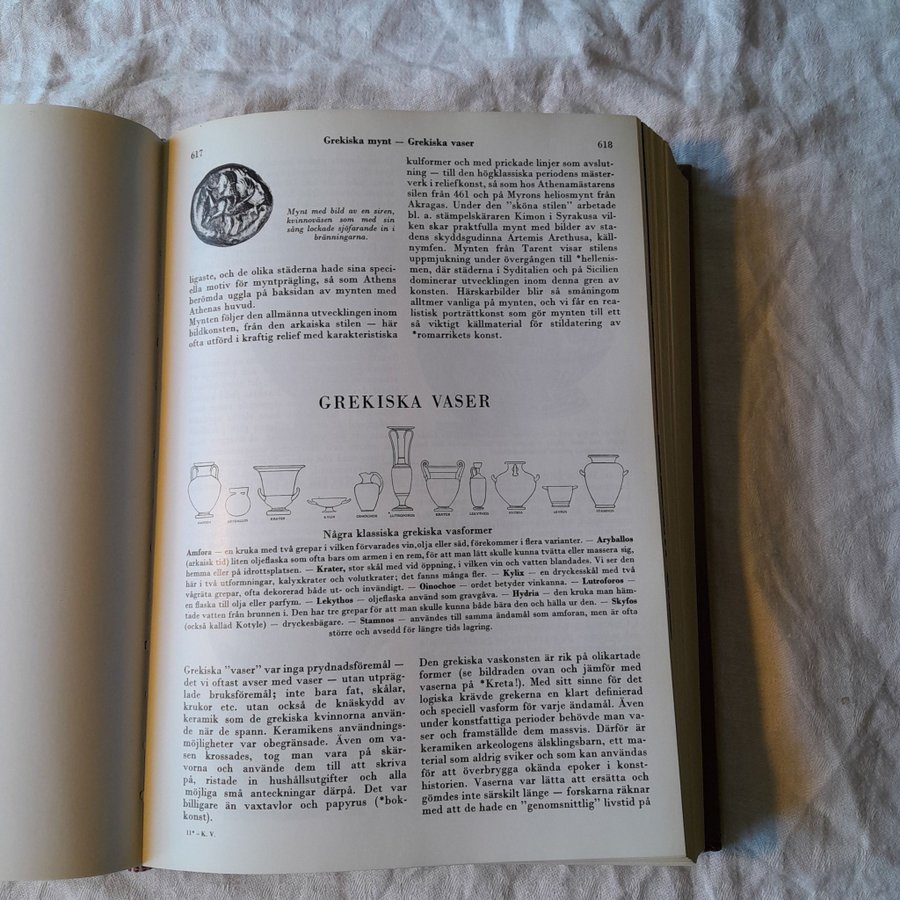 617
Grekiska mynt — Grekiska vaser
618
Mynt med bild av en siren,
kvinnoväsen som med sin
sång lockade sjöfarande in i
bränningarna.
ligaste, och de olika städerna hade sina speci-
ella motiv för myntprägling, så som Athens
berömda uggla på baksidan av mynten med
Athenas huvud.
Mynten följer den allmänna utvecklingen inom
bildkonsten, från den arkaiska stilen — här
ofta utförd i kraftig relief med karakteristiska
kulformer och med prickade linjer som avslut-
ning — till den högklassiska periodens mäster-
verk i reliefkonst, så som hos Athenamästarens
silen från 461 och på Myrons heliosmynt från
Akragas. Under den "sköna stilen" arbetade
bl. a. stämpelskäraren Kimon i Syrakusa vil-
ken skar praktfulla mynt med bilder av sta-
dens skyddsgudinna Artemis Arethusa, käll-
nymfen. Mynten från Tarent visar stilens
uppmjukning under övergången till *hellenis-
men, där städerna i Syditalien och på Sicilien
dominerar utvecklingen inom denna gren av
konsten. Härskarbilder blir så småningom
alltmer vanliga på mynten, och vi får en rea-
listisk porträttkonst som gör mynten till ett
så viktigt källmaterial för stildatering av
*romarrikets konst.
GREKISKA VASER
AMFORA ARYBALLOS KRATER KYLIX OINOCHOE LUTROFOROS KRATER LEKYTHOS HYDRIA SKYFOS STAMNOS
Några klassiska grekiska vasformer
Amfora — en kruka med två grepar i vilken förvarades vin, olja eller säd, förekommer i flera varianter. — Aryballos
(arkaisk tid) liten oljeflaska som ofta bars om armen i en rem, för att man lätt skulle kunna tvätta eller massera sig,
hemma eller på idrottsplatsen. — Krater, stor skål med vid öppning, i vilken vin och vatten blandades. Vi ser den
här i två utformningar, kalyxkrater och volutkrater; det fanns många fler. — Kylix — en dryckesskål med två
vågräta grepar, ofta dekorerad både ut- och invändigt. — Oinochoe — ordet betyder vinkanna. — Lutroforos —
en flaska till olja eller parfym. — Lekythos — oljeflaska använd som gravgåva. — Hydria — den kruka man häm-
tade vatten från brunnen i. Den har tre grepar för att man skulle kunna både bära den och hälla ur den. — Skyfos
(också kallad Kotyle) — dryckesbägare. — Stamnos — användes till samma ändamål som amforan, men är ofta
större och avsedd för längre tids lagring.
Grekiska "vaser" var inga prydnadsföremål —
det vi oftast avser med vaser — utan utpräg-
lade bruksföremål; inte bara fat, skålar,
krukor etc. utan också de knäskydd av
keramik som de grekiska kvinnorna använ-
de när de spann. Keramikens användnings-
möjligheter var obegränsade. Även om va-
sen krossades, tog man vara på skär-
vorna och använde dem till att skriva
på, ristade in hushållsutgifter och alla
möjliga små anteckningar därpå. Det var
billigare än vaxtavlor och papyrus (*bok-
konst).
11* – K. V.
Den grekiska vaskonsten är rik på olikartade
former (se bildraden ovan och jämför med
vaserna på *Kreta!). Med sitt sinne för det
logiska krävde grekerna en klart definierad
och speciell vasform för varje ändamål. Även
under konstfattiga perioder behövde man va-
ser och framställde dem massvis. Därför är
keramiken arkeologens älsklingsbarn, ett ma-
terial som aldrig sviker och som kan användas
för att överbrygga okända epoker i konst-
historien. Vaserna var lätta att ersätta och
gömdes inte särskilt länge — forskarna räknar
med att de hade en "genomsnittlig" livstid på